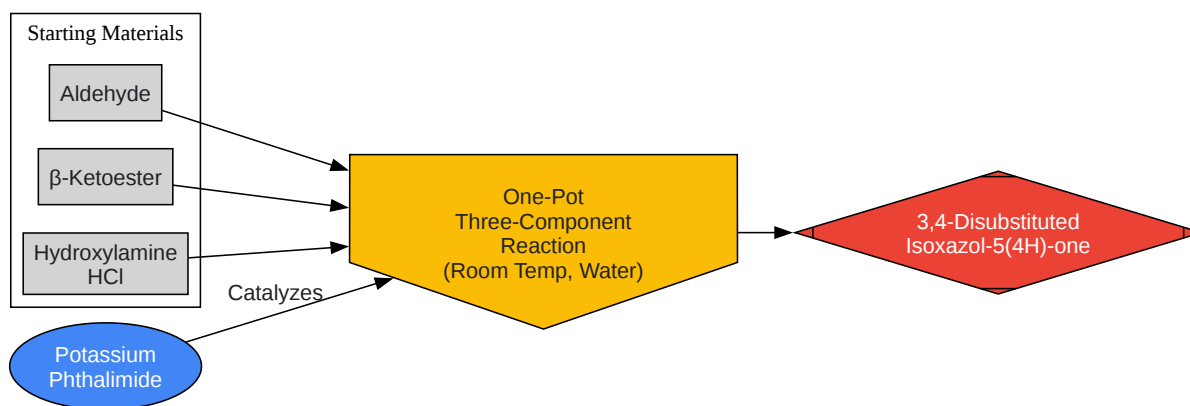 Starting Materials
Aldehyde
β-Ketoester
Hydroxylamine
HCl
Catalyzes
Potassium
Phthalimide
One-Pot
Three-Component
Reaction
(Room Temp, Water)
3,4-Disubstituted
Isoxazol-5(4H)-one